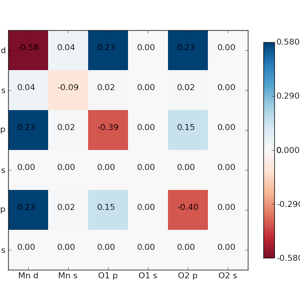 d -0.58 0.04 0.23 0.00 0.23 0.00
s 0.04 -0.09 0.02 0.00 0.02 0.00
p 0.23 0.02 -0.39 0.00 0.15 0.00
s 0.00 0.00 0.00 0.00 0.00 0.00
p 0.23 0.02 0.15 0.00 -0.40 0.00
s 0.00 0.00 0.00 0.00 0.00 0.00
Mn d Mn s O1 p O1 s O2 p O2 s
0.580
0.290
0.000
-0.290
-0.580